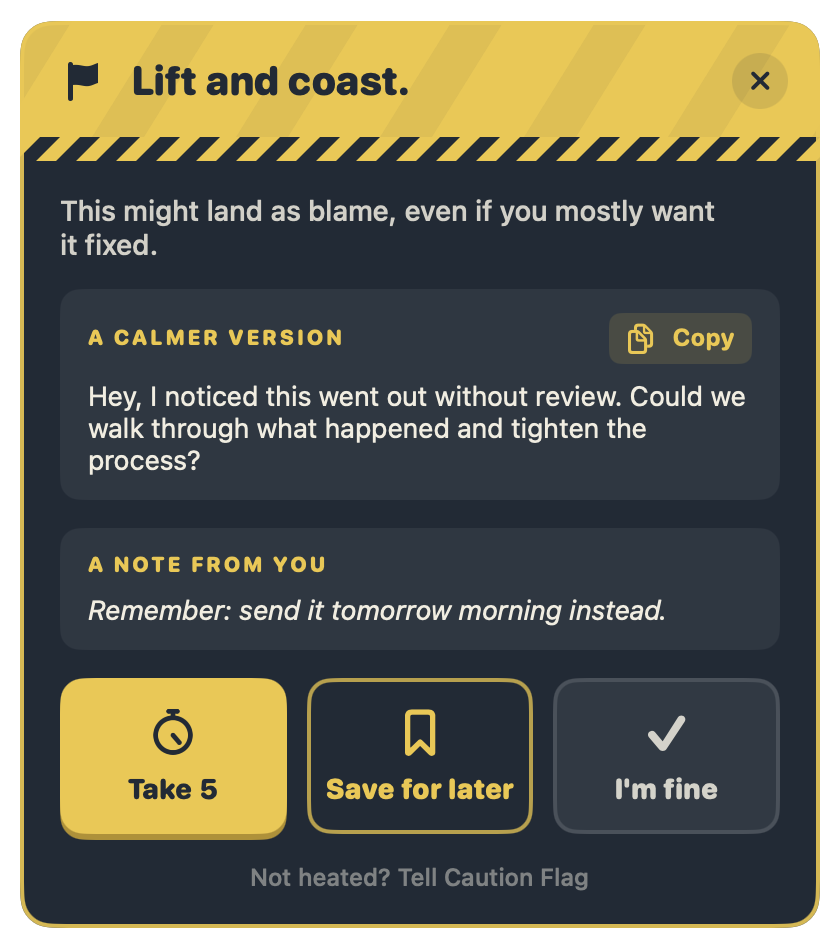 Lift and coast.
This might land as blame, even if you mostly want
it fixed.
A CALMER VERSION
Copy
Hey, I noticed this went out without review. Could we
walk through what happened and tighten the
process?
A NOTE FROM YOU
Remember: send it tomorrow morning instead.
Take 5
Save for later
I'm fine
Not heated? Tell Caution Flag